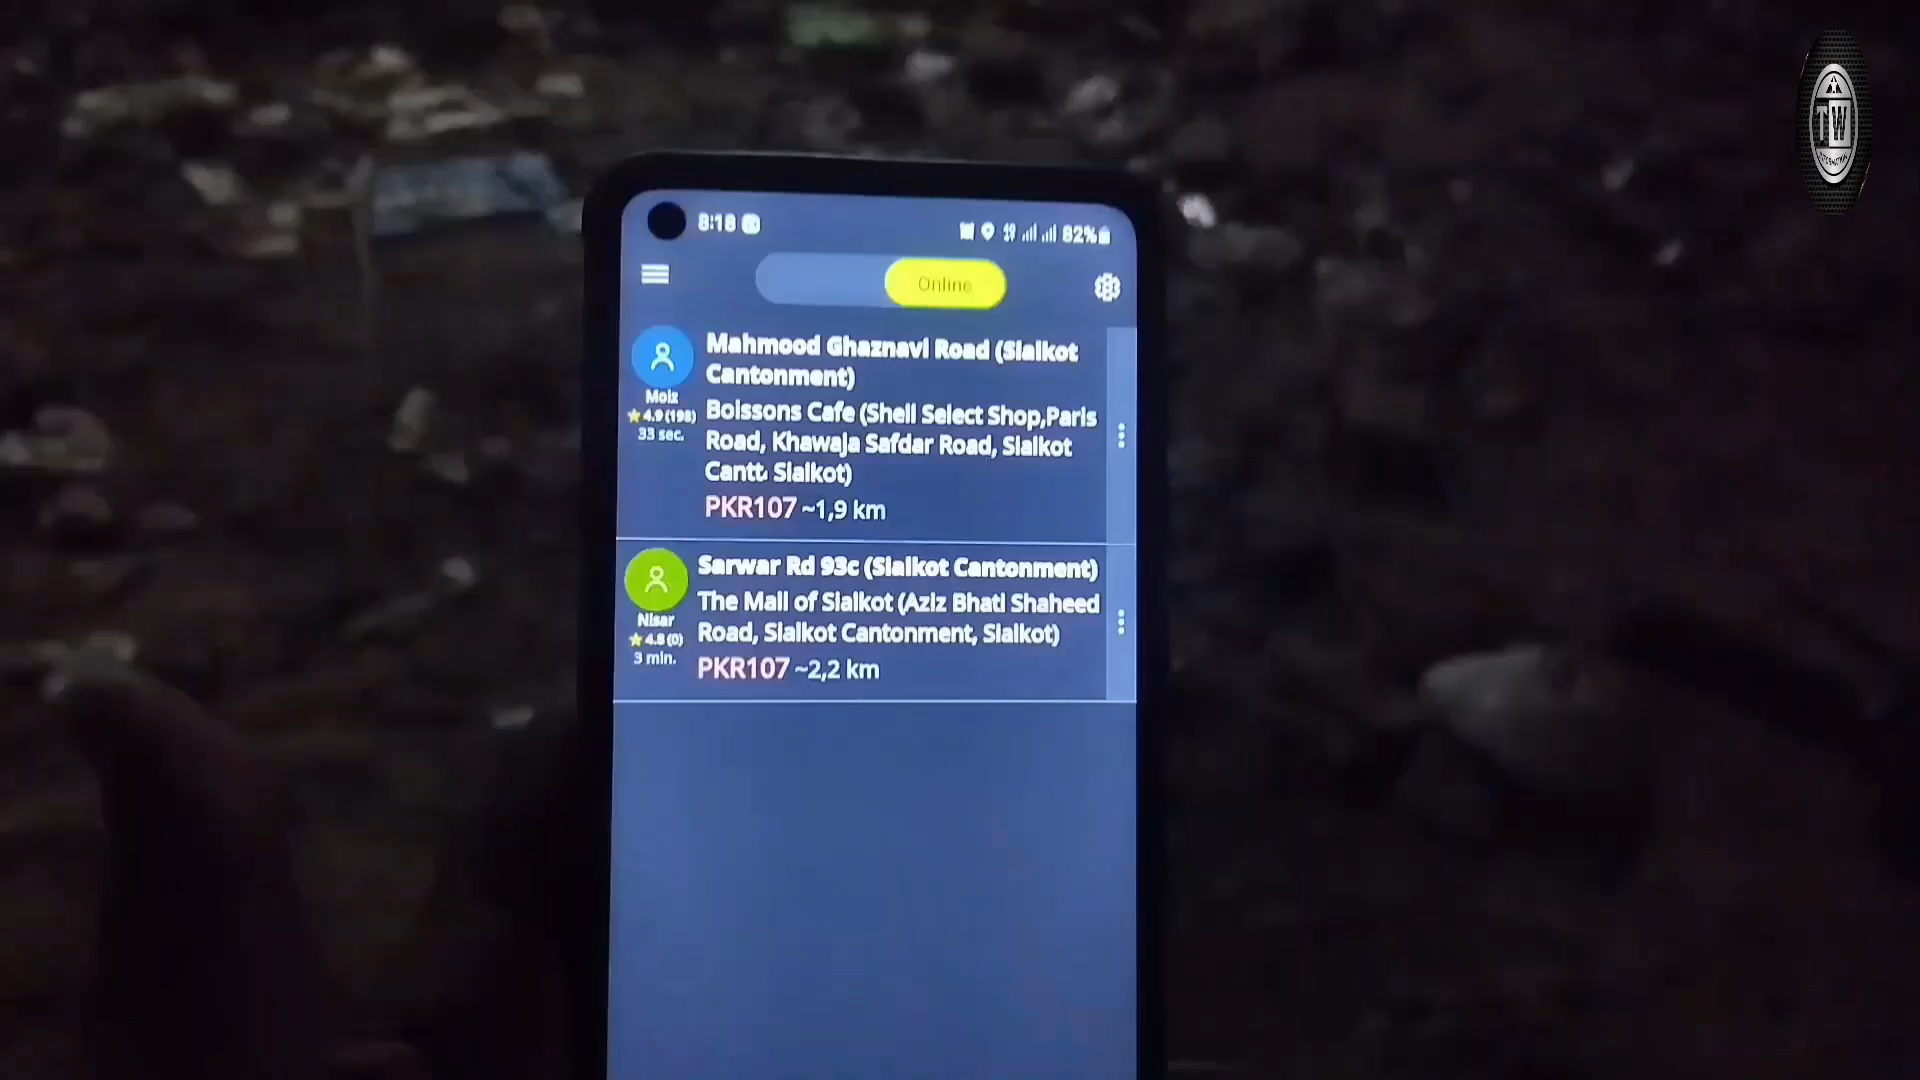 8:18
82%
Online
Mahmood Ghaznavi Road (Sialkot
Cantonment)
Moiz
4.9 (198)
33 sec.
Boissons Cafe (Shell Select Shop,Paris
Road, Khawaja Safdar Road, Sialkot
Cantt, Sialkot)
PKR107 ~1,9 km
Sarwar Rd 93c (Sialkot Cantonment)
Nisar
4.8 (0)
3 min.
The Mall of Sialkot (Aziz Bhati Shaheed
Road, Sialkot Cantonment, Sialkot)
PKR107 ~2,2 km
TW